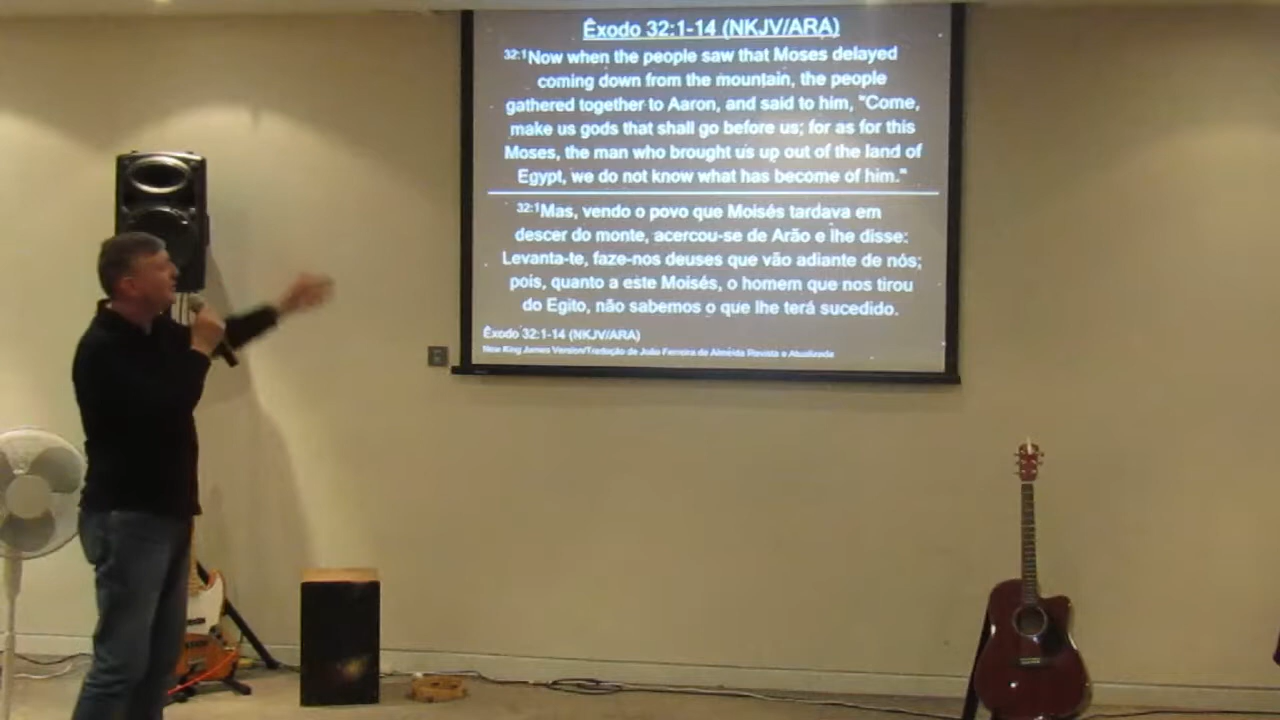 Êxodo 32:1-14 (NKJV/ARA)
32:1Now when the people saw that Moses delayed
coming down from the mountain, the people
gathered together to Aaron, and said to him, "Come,
make us gods that shall go before us; for as for this
Moses, the man who brought us up out of the land of
Egypt, we do not know what has become of him."
32:1Mas, vendo o povo que Moisés tardava em
descer do monte, acercou-se de Arão e lhe disse:
Levanta-te, faze-nos deuses que vão adiante de nós;
pois, quanto a este Moisés, o homem que nos tirou
do Egito, não sabemos o que lhe terá sucedido.
Êxodo 32:1-14 (NKJV/ARA)
New King James Version/Tradução de João Ferreira de Almeida Revista e Atualizada